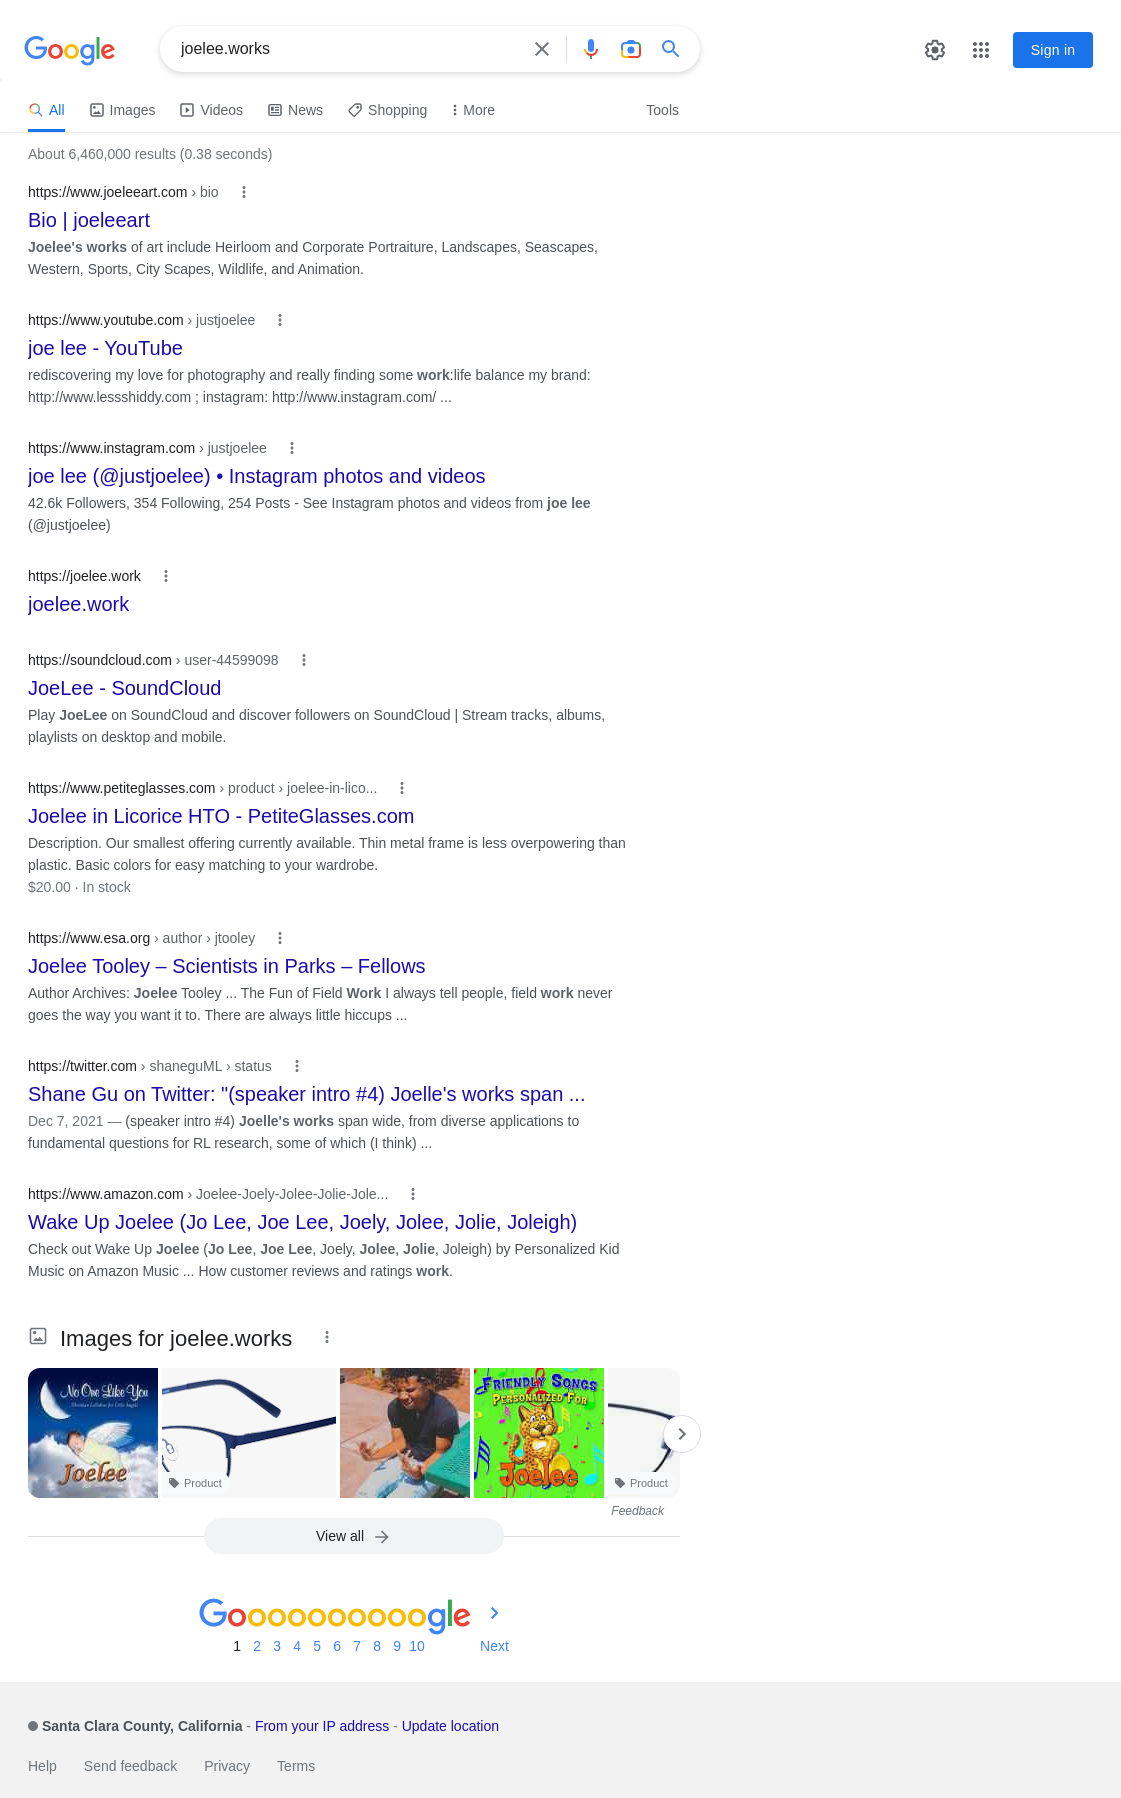 Google
joelee.works
Sign in
All
Images
Videos
News
Shopping
More
Tools
About 6,460,000 results (0.38 seconds)
https://www.joeleeart.com › bio
Bio | joeleeart
Joelee's works of art include Heirloom and Corporate Portraiture, Landscapes, Seascapes,
Western, Sports, City Scapes, Wildlife, and Animation.
https://www.youtube.com › justjoelee
joe lee - YouTube
rediscovering my love for photography and really finding some work:life balance my brand:
http://www.lessshiddy.com ; instagram: http://www.instagram.com/ ...
https://www.instagram.com › justjoelee
joe lee (@justjoelee) • Instagram photos and videos
42.6k Followers, 354 Following, 254 Posts - See Instagram photos and videos from joe lee
(@justjoelee)
https://joelee.work
joelee.work
https://soundcloud.com › user-44599098
JoeLee - SoundCloud
Play JoeLee on SoundCloud and discover followers on SoundCloud | Stream tracks, albums,
playlists on desktop and mobile.
https://www.petiteglasses.com › product › joelee-in-lico...
Joelee in Licorice HTO - PetiteGlasses.com
Description. Our smallest offering currently available. Thin metal frame is less overpowering than
plastic. Basic colors for easy matching to your wardrobe.
$20.00 · In stock
https://www.esa.org › author › jtooley
Joelee Tooley – Scientists in Parks – Fellows
Author Archives: Joelee Tooley ... The Fun of Field Work I always tell people, field work never
goes the way you want it to. There are always little hiccups ...
https://twitter.com › shaneguML › status
Shane Gu on Twitter: "(speaker intro #4) Joelle's works span ...
Dec 7, 2021 — (speaker intro #4) Joelle's works span wide, from diverse applications to
fundamental questions for RL research, some of which (I think) ...
https://www.amazon.com › Joelee-Joely-Jolee-Jolie-Jole...
Wake Up Joelee (Jo Lee, Joe Lee, Joely, Jolee, Jolie, Joleigh)
Check out Wake Up Joelee (Jo Lee, Joe Lee, Joely, Jolee, Jolie, Joleigh) by Personalized Kid
Music on Amazon Music ... How customer reviews and ratings work.
Images for joelee.works
No One Like You
Christian Lullabies for Little Angels
Joelee
Product
FRIENDLY SONGS
PERSONALIZED FOR
Joelee
Product
Feedback
View all
Goooooooooogle
1 2 3 4 5 6 7 8 9 10 Next
Santa Clara County, California - From your IP address - Update location
Help Send feedback Privacy Terms